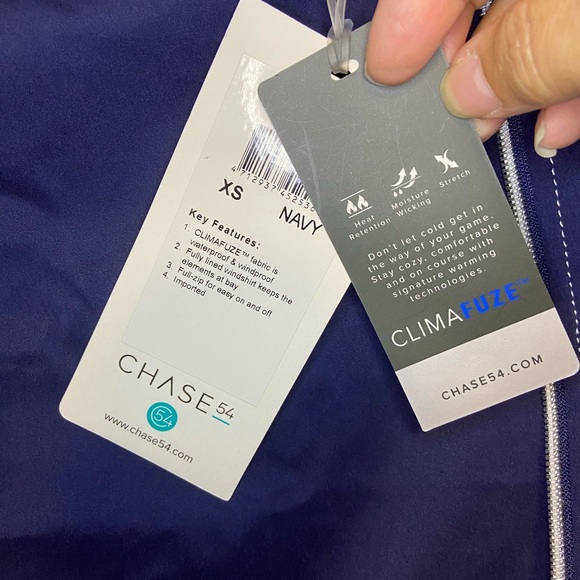 4 712937 452530
XS
NAVY
Key Features:
1. CLIMAFUZE™ fabric is
waterproof & windproof
2. Fully lined windshirt keeps the
elements at bay
3. Full-zip for easy on and off
4 Imported
CHASE 54
54
www.chase54.com
Heat
Retention
Moisture
Wicking
Stretch
Don't let cold get in
the way of your game.
Stay cozy, comfortable
and on course with
signature warming
technologies.
CLIMAFUZE™
CHASE54.COM